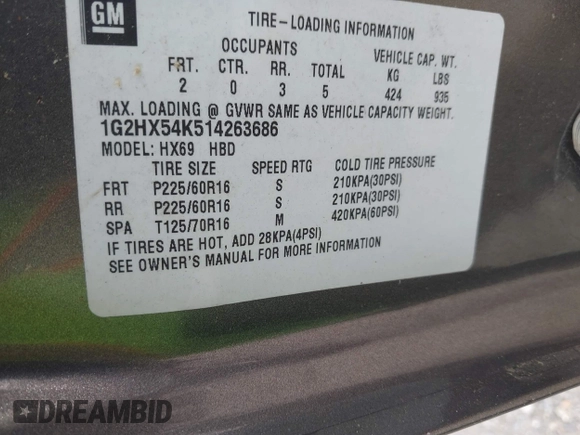 GM
TIRE-LOADING INFORMATION
OCCUPANTS VEHICLE CAP. WT.
FRT. CTR. RR. TOTAL KG LBS
2 0 3 5 424 935
MAX. LOADING @ GVWR SAME AS VEHICLE CAPACITY WEIGHT.
1G2HX54K514263686
MODEL: HX69 HBD
TIRE SIZE SPEED RTG COLD TIRE PRESSURE
FRT P225/60R16 S 210KPA(30PSI)
RR P225/60R16 S 210KPA(30PSI)
SPA T125/70R16 M 420KPA(60PSI)
IF TIRES ARE HOT, ADD 28KPA(4PSI)
SEE OWNER'S MANUAL FOR MORE INFORMATION
DREAMBID